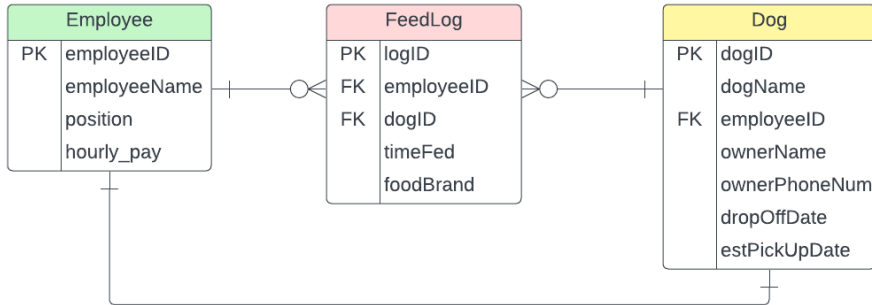 Employee
PK employeeID
employeeName
position
hourly_pay
FeedLog
PK logID
FK employeeID
FK dogID
timeFed
foodBrand
Dog
PK dogID
dogName
FK employeeID
ownerName
ownerPhoneNum
dropOffDate
estPickUpDate